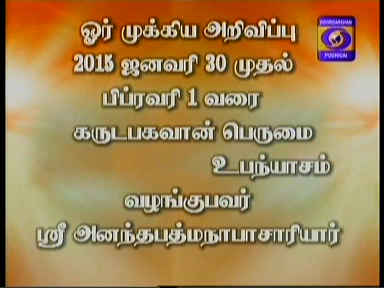 ஓர் முக்கிய அறிவிப்பு
DOORDARSHAN
PODHIGAI
2015 ஜனவரி 30 முதல்
பிப்ரவரி 1 வரை
கருடபகவான் பெருமை
உபந்யாசம்
வழங்குபவர்
ஸ்ரீ அனந்தபத்மநாபாசாரியார்